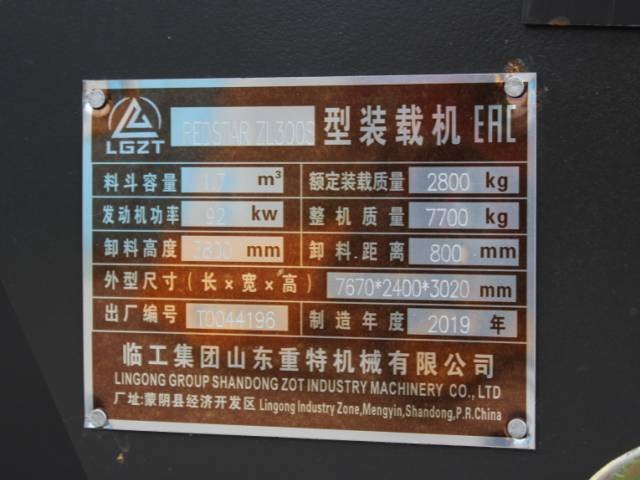 LGZT REDSTAR ZL300S 型装载机 EAC
料斗容量 1.7 m³ 额定装载质量 2800 kg
发动机功率 92 kw 整机质量 7700 kg
卸料高度 3800 mm 卸料距离 800 mm
外型尺寸(长×宽×高) 7670*2400*3020 mm
出厂编号 T0044196 制造年度 2019 年
临工集团山东重特机械有限公司
LINGONG GROUP SHANDONG ZOT INDUSTRY MACHINERY CO., LTD
厂址:蒙阴县经济开发区 Lingong Industry Zone,Mengyin,Shandong,P.R.China